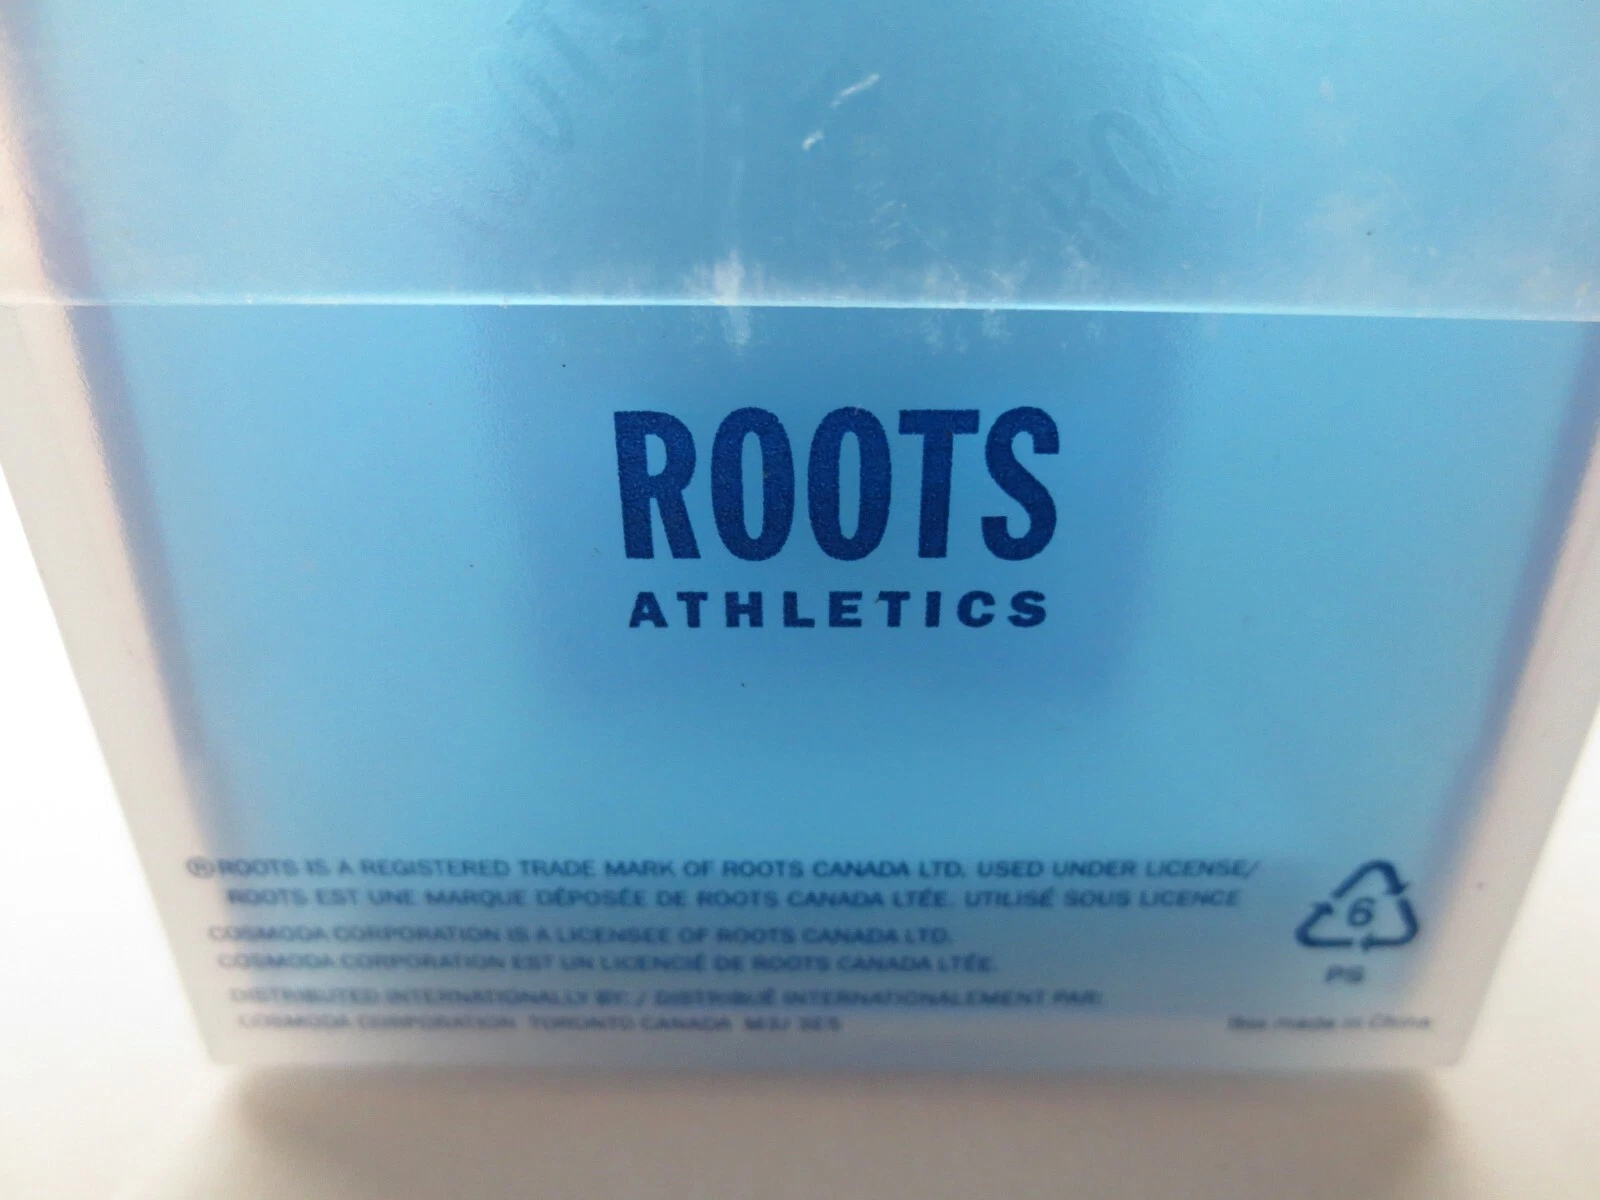 ROOTS
ATHLETICS
® ROOTS IS A REGISTERED TRADE MARK OF ROOTS CANADA LTD. USED UNDER LICENSE/
ROOTS EST UNE MARQUE DÉPOSÉE DE ROOTS CANADA LTÉE. UTILISÉ SOUS LICENCE
COSMODA CORPORATION IS A LICENSEE OF ROOTS CANADA LTD.
COSMODA CORPORATION EST UN LICENCIÉ DE ROOTS CANADA LTÉE.
DISTRIBUTED INTERNATIONALLY BY: / DISTRIBUÉ INTERNATIONALEMENT PAR:
COSMODA CORPORATION TORONTO CANADA M3J 3E5
6
PS
Box made in China